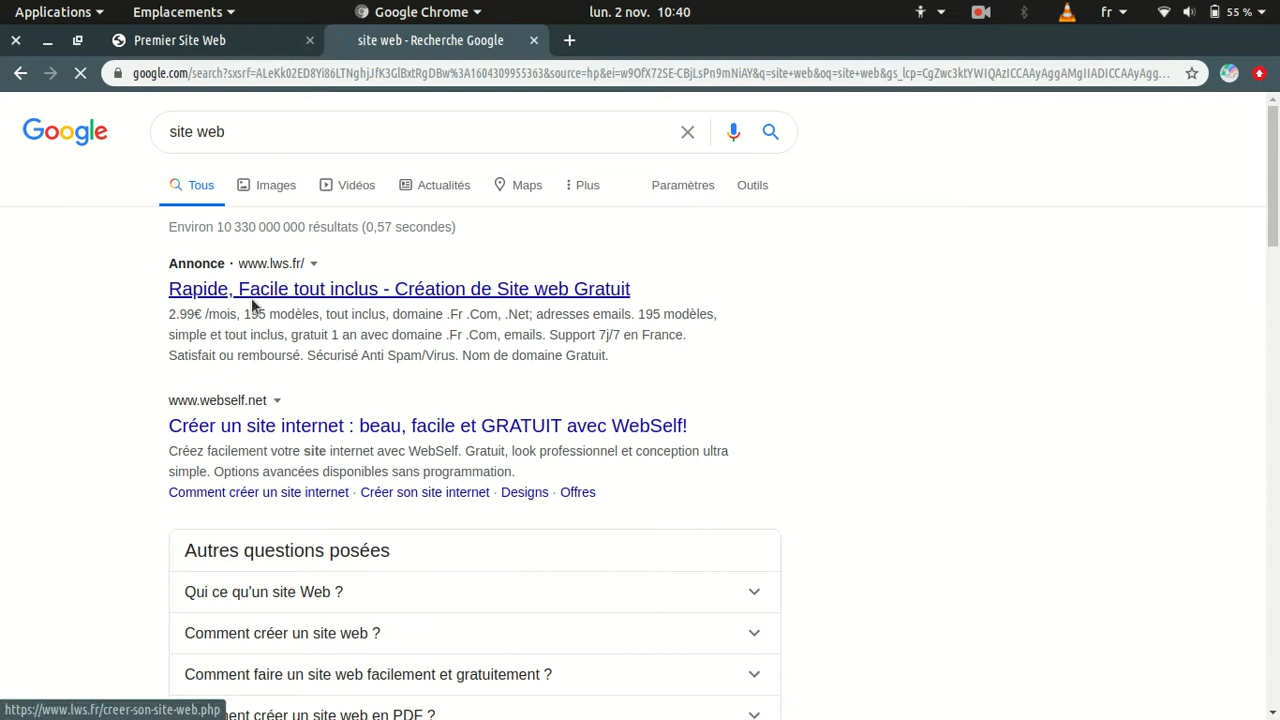 Applications Emplacements Google Chrome lun. 2 nov. 10:40 fr 55 %
Premier Site Web site web - Recherche Google
google.com/search?sxsrf=ALeKk02ED8Yi86LTNghjJfK3GlBxtRgDBw%3A1604309955363&source=hp&ei=w9OfX72SE-CBjLsPn9mNiAY&q=site+web&oq=site+web&gs_lcp=CgZwc3ktYWIQAzICCAAyAggAMgIIADICCAAyAgg...
Google site web
Tous Images Vidéos Actualités Maps Plus Paramètres Outils
Environ 10 330 000 000 résultats (0,57 secondes)
Annonce · www.lws.fr/
Rapide, Facile tout inclus - Création de Site web Gratuit
2.99€ /mois, 195 modèles, tout inclus, domaine .Fr .Com, .Net; adresses emails. 195 modèles,
simple et tout inclus, gratuit 1 an avec domaine .Fr .Com, emails. Support 7j/7 en France.
Satisfait ou remboursé. Sécurisé Anti Spam/Virus. Nom de domaine Gratuit.
www.webself.net
Créer un site internet : beau, facile et GRATUIT avec WebSelf!
Créez facilement votre site internet avec WebSelf. Gratuit, look professionnel et conception ultra
simple. Options avancées disponibles sans programmation.
Comment créer un site internet · Créer son site internet · Designs · Offres
Autres questions posées
Qui ce qu'un site Web ?
Comment créer un site web ?
Comment faire un site web facilement et gratuitement ?
ent créer un site web en PDF ?
https://www.lws.fr/creer-son-site-web.php